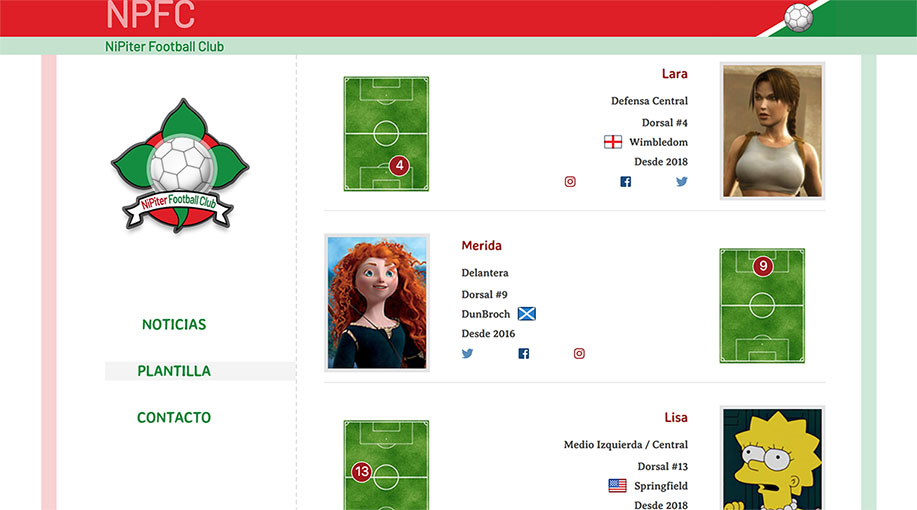 NPFC
NiPiter Football Club
NiPiter Football Club
NOTICIAS
PLANTILLA
CONTACTO
4
Lara
Defensa Central
Dorsal #4
Wimbledom
Desde 2018
Merida
Delantera
Dorsal #9
DunBroch
Desde 2016
9
13
Lisa
Medio Izquierda / Central
Dorsal #13
Springfield
Desde 2018